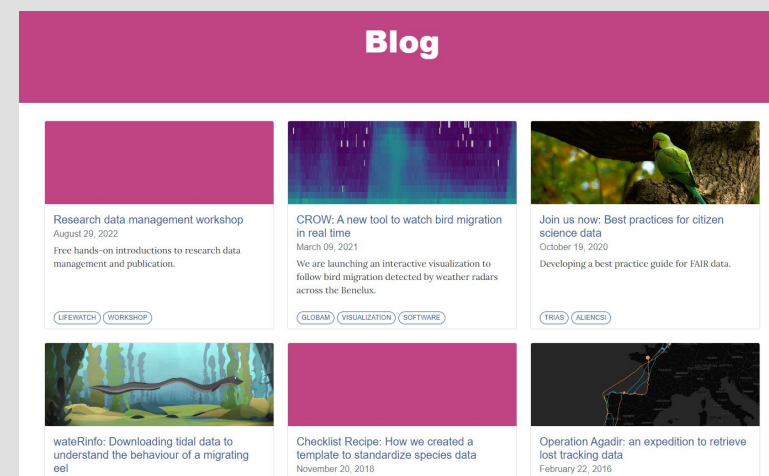 Blog
Research data management workshop
August 29, 2022
Free hands-on introductions to research data
management and publication.
LIFEWATCH
WORKSHOP
CROW: A new tool to watch bird migration
in real time
March 09, 2021
We are launching an interactive visualization to
follow bird migration detected by weather radars
across the Benelux.
GLOBAM
VISUALIZATION
SOFTWARE
Join us now: Best practices for citizen
science data
October 19, 2020
Developing a best practice guide for FAIR data.
TRIAS
ALIENCSI
wateRinfo: Downloading tidal data to
understand the behaviour of a migrating
eel
Checklist Recipe: How we created a
template to standardize species data
November 20, 2018
Operation Agadir: an expedition to retrieve
lost tracking data
February 22, 2016